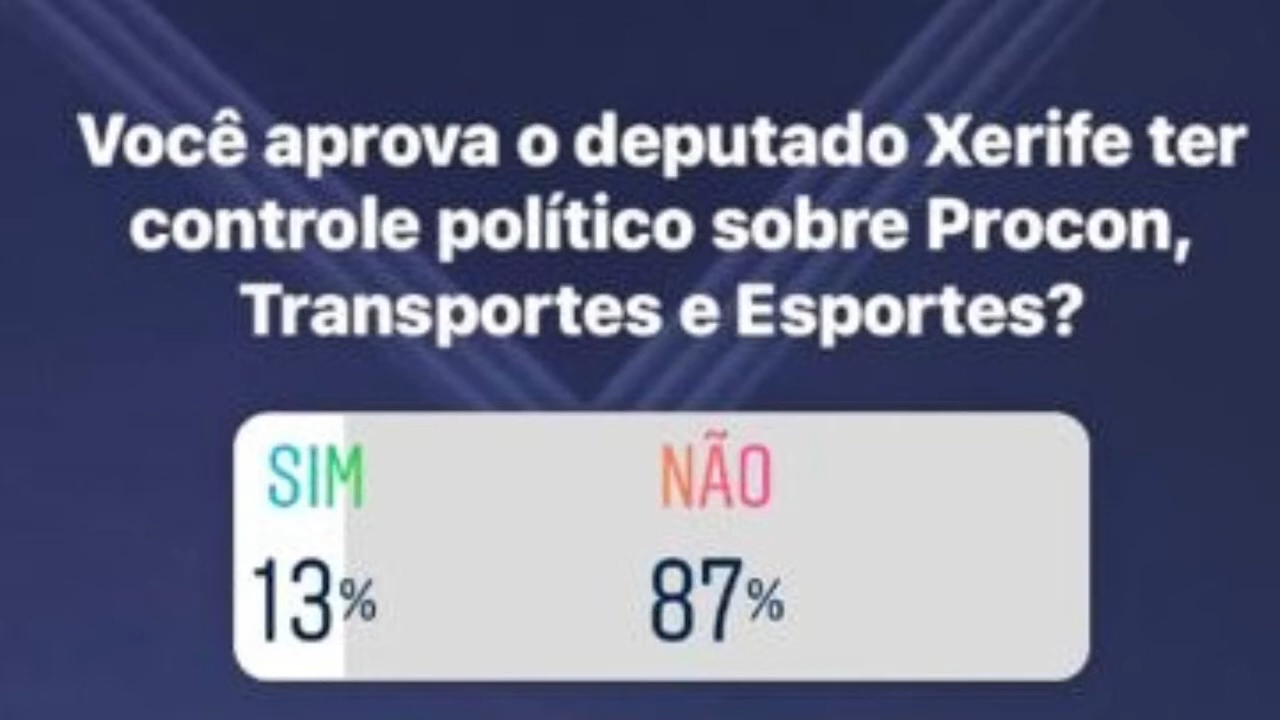 Você aprova o deputado Xerife ter
controle político sobre Procon,
Transportes e Esportes?
SIM NÃO
13% 87%